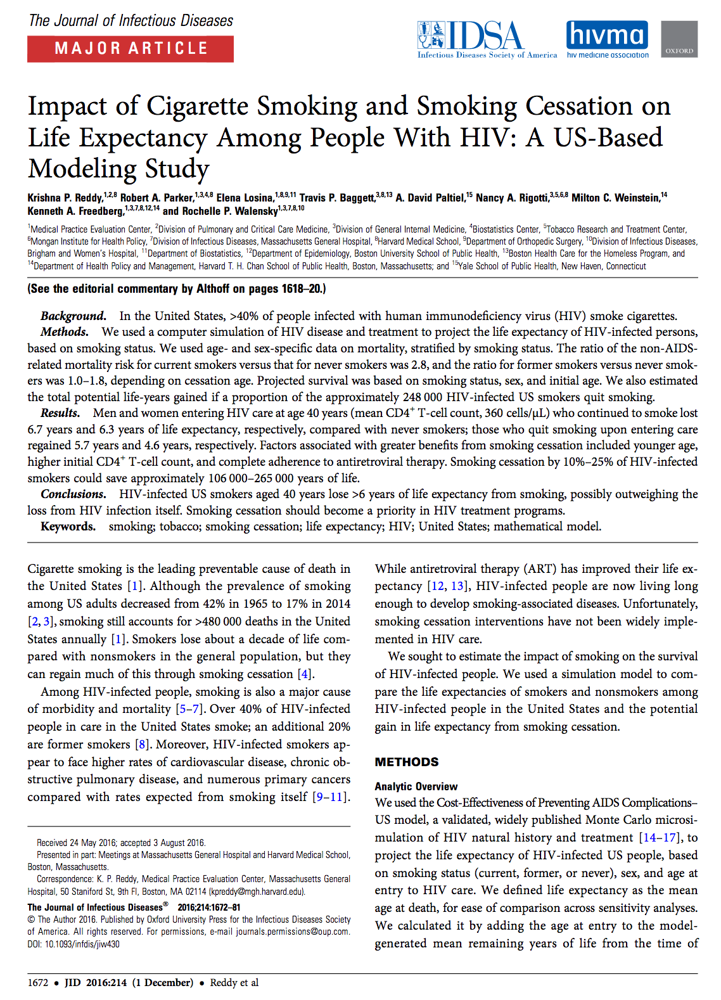 The Journal of Infectious Diseases
MAJOR ARTICLE
IDSA
Infectious Diseases Society of America
hivma
hiv medicine association
OXFORD
Impact of Cigarette Smoking and Smoking Cessation on
Life Expectancy Among People With HIV: A US-Based
Modeling Study
Krishna P. Reddy,1,2,8 Robert A. Parker,1,3,4,8 Elena Losina,1,8,9,11 Travis P. Baggett,3,8,13 A. David Paltiel,15 Nancy A. Rigotti,3,5,6,8 Milton C. Weinstein,14
Kenneth A. Freedberg,1,3,7,8,12,14 and Rochelle P. Walensky1,3,7,8,10
1Medical Practice Evaluation Center, 2Division of Pulmonary and Critical Care Medicine, 3Division of General Internal Medicine, 4Biostatistics Center, 5Tobacco Research and Treatment Center,
6Mongan Institute for Health Policy, 7Division of Infectious Diseases, Massachusetts General Hospital, 8Harvard Medical School, 9Department of Orthopedic Surgery, 10Division of Infectious Diseases,
Brigham and Women's Hospital, 11Department of Biostatistics, 12Department of Epidemiology, Boston University School of Public Health, 13Boston Health Care for the Homeless Program, and
14Department of Health Policy and Management, Harvard T. H. Chan School of Public Health, Boston, Massachusetts; and 15Yale School of Public Health, New Haven, Connecticut
(See the editorial commentary by Althoff on pages 1618–20.)
Background. In the United States, >40% of people infected with human immunodeficiency virus (HIV) smoke cigarettes.
Methods. We used a computer simulation of HIV disease and treatment to project the life expectancy of HIV-infected persons,
based on smoking status. We used age- and sex-specific data on mortality, stratified by smoking status. The ratio of the non-AIDS-
related mortality risk for current smokers versus that for never smokers was 2.8, and the ratio for former smokers versus never smok-
ers was 1.0–1.8, depending on cessation age. Projected survival was based on smoking status, sex, and initial age. We also estimated
the total potential life-years gained if a proportion of the approximately 248 000 HIV-infected US smokers quit smoking.
Results. Men and women entering HIV care at age 40 years (mean CD4+ T-cell count, 360 cells/µL) who continued to smoke lost
6.7 years and 6.3 years of life expectancy, respectively, compared with never smokers; those who quit smoking upon entering care
regained 5.7 years and 4.6 years, respectively. Factors associated with greater benefits from smoking cessation included younger age,
higher initial CD4+ T-cell count, and complete adherence to antiretroviral therapy. Smoking cessation by 10%–25% of HIV-infected
smokers could save approximately 106 000–265 000 years of life.
Conclusions. HIV-infected US smokers aged 40 years lose >6 years of life expectancy from smoking, possibly outweighing the
loss from HIV infection itself. Smoking cessation should become a priority in HIV treatment programs.
Keywords. smoking; tobacco; smoking cessation; life expectancy; HIV; United States; mathematical model.
Cigarette smoking is the leading preventable cause of death in
the United States [1]. Although the prevalence of smoking
among US adults decreased from 42% in 1965 to 17% in 2014
[2, 3], smoking still accounts for >480 000 deaths in the United
States annually [1]. Smokers lose about a decade of life com-
pared with nonsmokers in the general population, but they
can regain much of this through smoking cessation [4].
Among HIV-infected people, smoking is also a major cause
of morbidity and mortality [5–7]. Over 40% of HIV-infected
people in care in the United States smoke; an additional 20%
are former smokers [8]. Moreover, HIV-infected smokers ap-
pear to face higher rates of cardiovascular disease, chronic ob-
structive pulmonary disease, and numerous primary cancers
compared with rates expected from smoking itself [9–11].
Received 24 May 2016; accepted 3 August 2016.
Presented in part: Meetings at Massachusetts General Hospital and Harvard Medical School,
Boston, Massachusetts.
Correspondence: K. P. Reddy, Medical Practice Evaluation Center, Massachusetts General
Hospital, 50 Staniford St, 9th Fl, Boston, MA 02114 (kpreddy@mgh.harvard.edu).
The Journal of Infectious Diseases® 2016;214:1672–81
© The Author 2016. Published by Oxford University Press for the Infectious Diseases Society
of America. All rights reserved. For permissions, e-mail journals.permissions@oup.com.
DOI: 10.1093/infdis/jiw430
While antiretroviral therapy (ART) has improved their life ex-
pectancy [12, 13], HIV-infected people are now living long
enough to develop smoking-associated diseases. Unfortunately,
smoking cessation interventions have not been widely imple-
mented in HIV care.
We sought to estimate the impact of smoking on the survival
of HIV-infected people. We used a simulation model to com-
pare the life expectancies of smokers and nonsmokers among
HIV-infected people in the United States and the potential
gain in life expectancy from smoking cessation.
METHODS
Analytic Overview
We used the Cost-Effectiveness of Preventing AIDS Complications–
US model, a validated, widely published Monte Carlo microsi-
mulation of HIV natural history and treatment [14–17], to
project the life expectancy of HIV-infected US people, based
on smoking status (current, former, or never), sex, and age at
entry to HIV care. We defined life expectancy as the mean
age at death, for ease of comparison across sensitivity analyses.
We calculated it by adding the age at entry to the model-
generated mean remaining years of life from the time of
1672 • JID 2016:214 (1 December) • Reddy et al